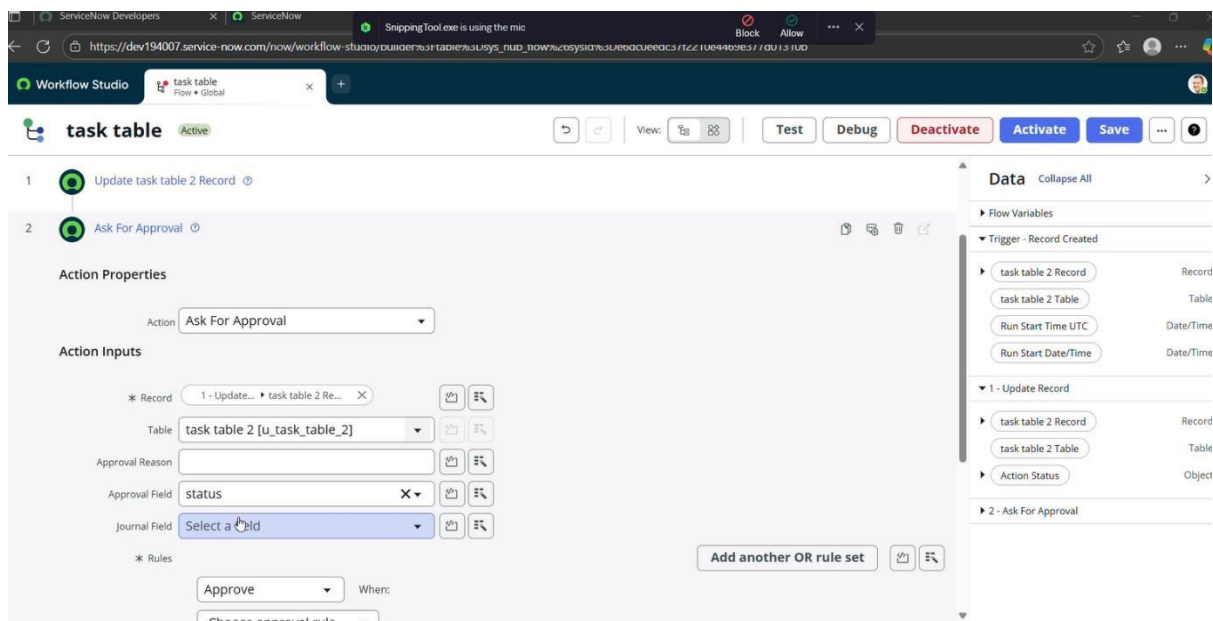 ServiceNow Developers
ServiceNow
SnippingTool.exe is using the mic
Block
Allow
Workflow Studio
task table
Flow • Global
task table
Active
View:
Test
Debug
Deactivate
Activate
Save
1
Update task table 2 Record
2
Ask For Approval
Action Properties
Action
Ask For Approval
Action Inputs
* Record
1 - Update... task table 2 Re...
Table
task table 2 [u_task_table_2]
Approval Reason
Approval Field
status
Journal Field
Select a field
* Rules
Add another OR rule set
Approve
When:
Data
Collapse All
Flow Variables
Trigger - Record Created
task table 2 Record
Record
task table 2 Table
Table
Run Start Time UTC
Date/Time
Run Start Date/Time
Date/Time
1 - Update Record
task table 2 Record
Record
task table 2 Table
Table
Action Status
Object
2 - Ask For Approval